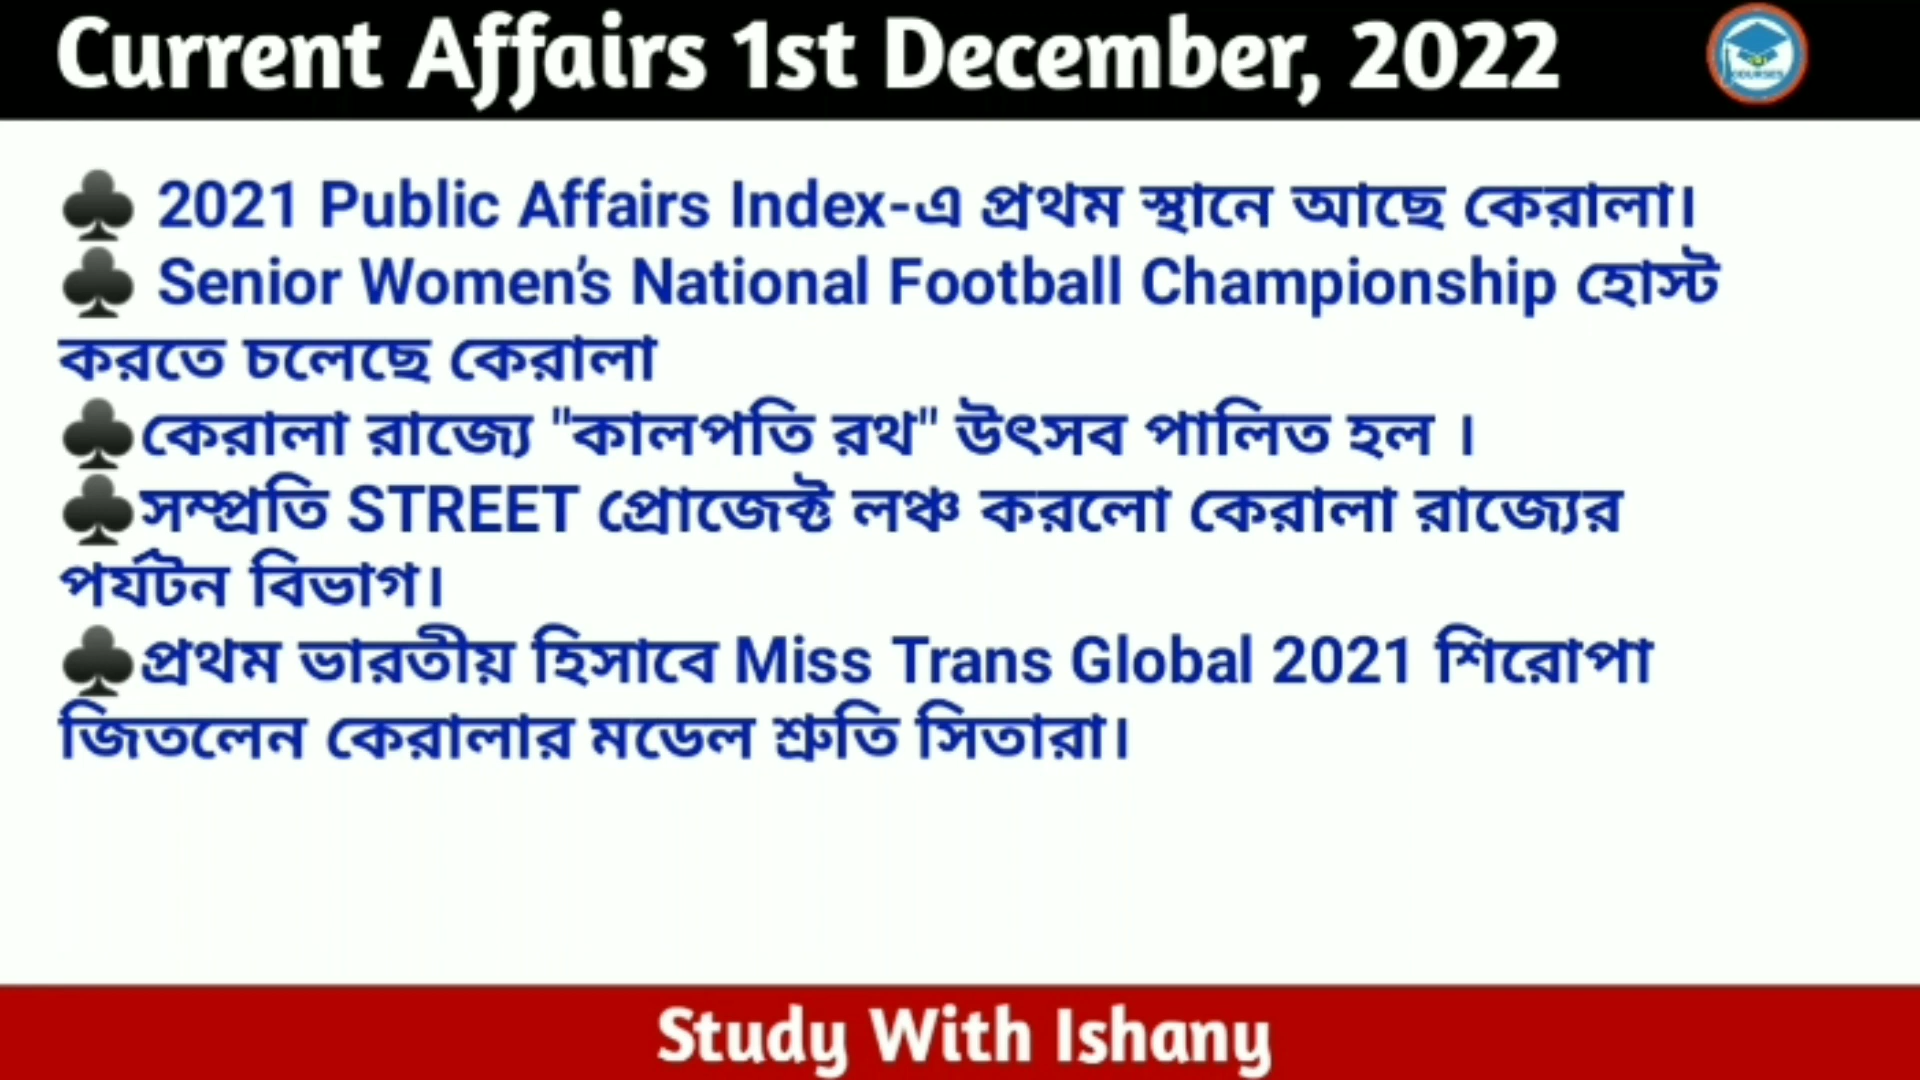 Current Affairs 1st December, 2022
COURSES
♣ 2021 Public Affairs Index-এ প্রথম স্থানে আছে কেরালা।
♣ Senior Women’s National Football Championship হোস্ট
করতে চলেছে কেরালা
♣কেরালা রাজ্যে "কালপতি রথ" উৎসব পালিত হল ।
♣সম্প্রতি STREET প্রোজেক্ট লঞ্চ করলো কেরালা রাজ্যের
পর্যটন বিভাগ।
♣প্রথম ভারতীয় হিসাবে Miss Trans Global 2021 শিরোপা
জিতলেন কেরালার মডেল শ্রুতি সিতারা।
Study With Ishany